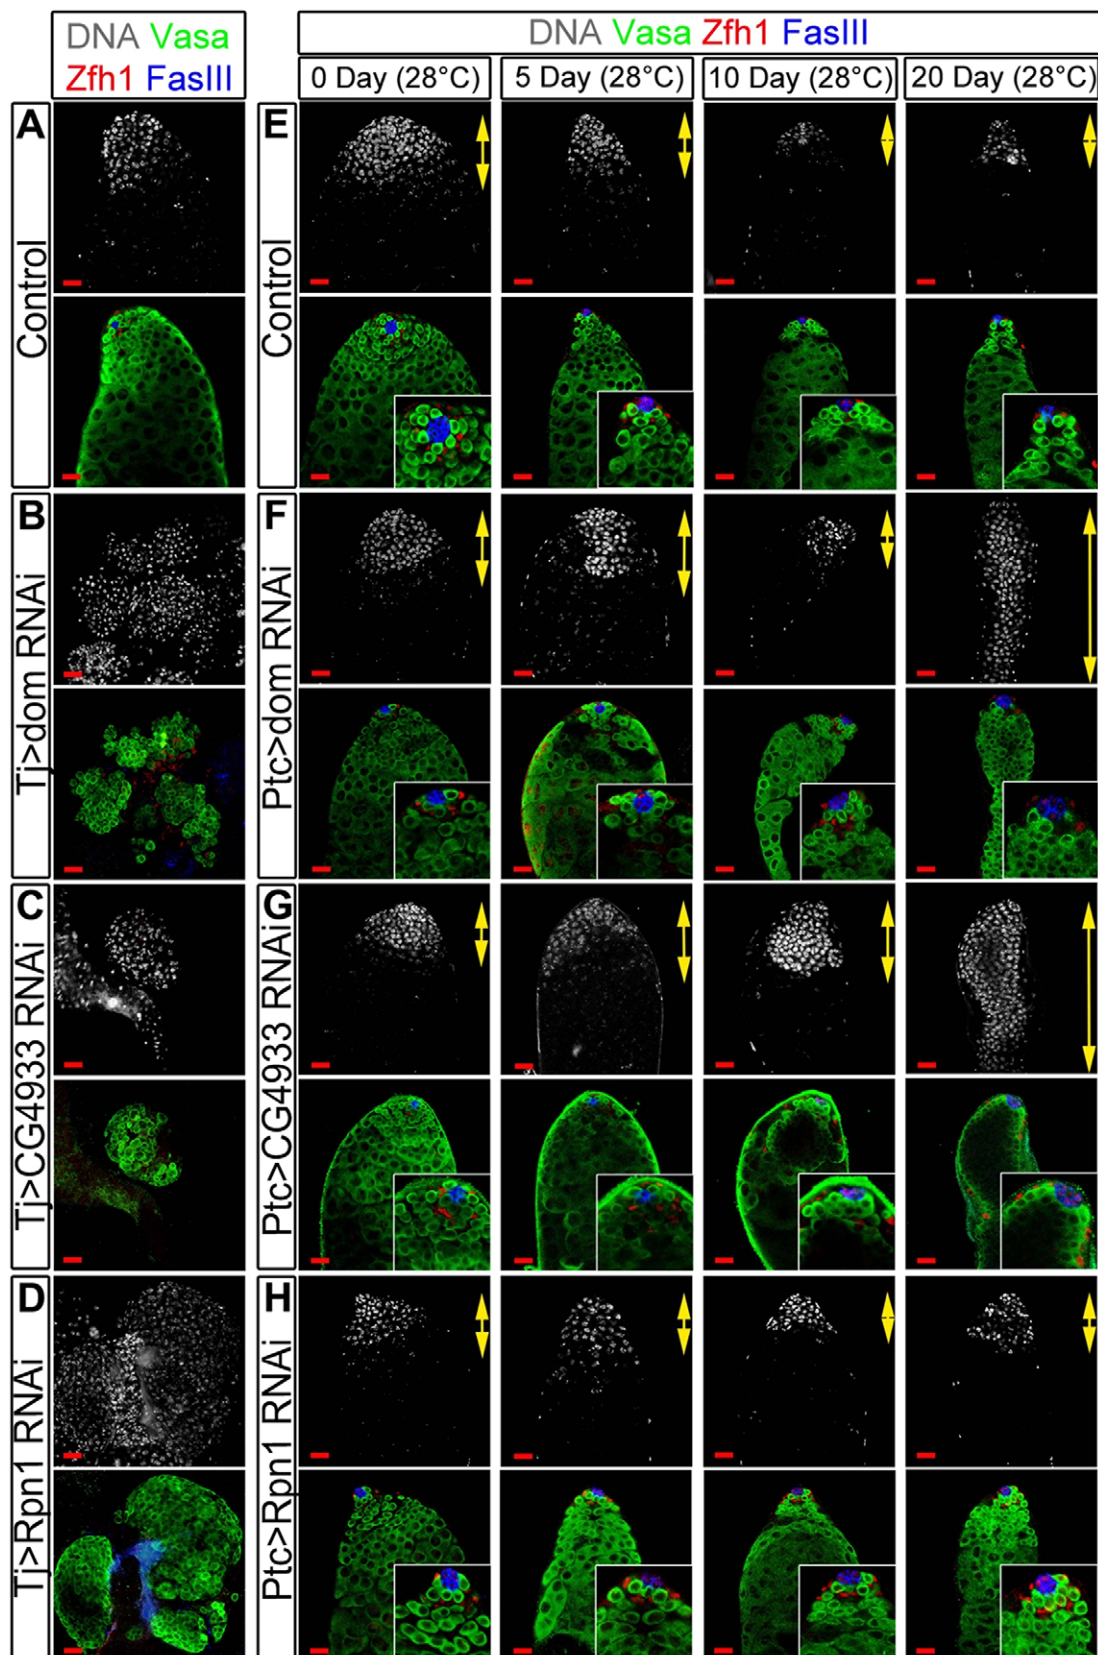 DNA Vasa
Zfh1 FasIII
DNA Vasa Zfh1 FasIII
0 Day (28°C)
5 Day (28°C)
10 Day (28°C)
20 Day (28°C)
A
Control
E
Control
B
Tj>dom RNAi
F
Ptc>dom RNAi
C
Tj>CG4933 RNAi
G
Ptc>CG4933 RNAi
D
Tj>Rpn1 RNAi
H
Ptc>Rpn1 RNAi